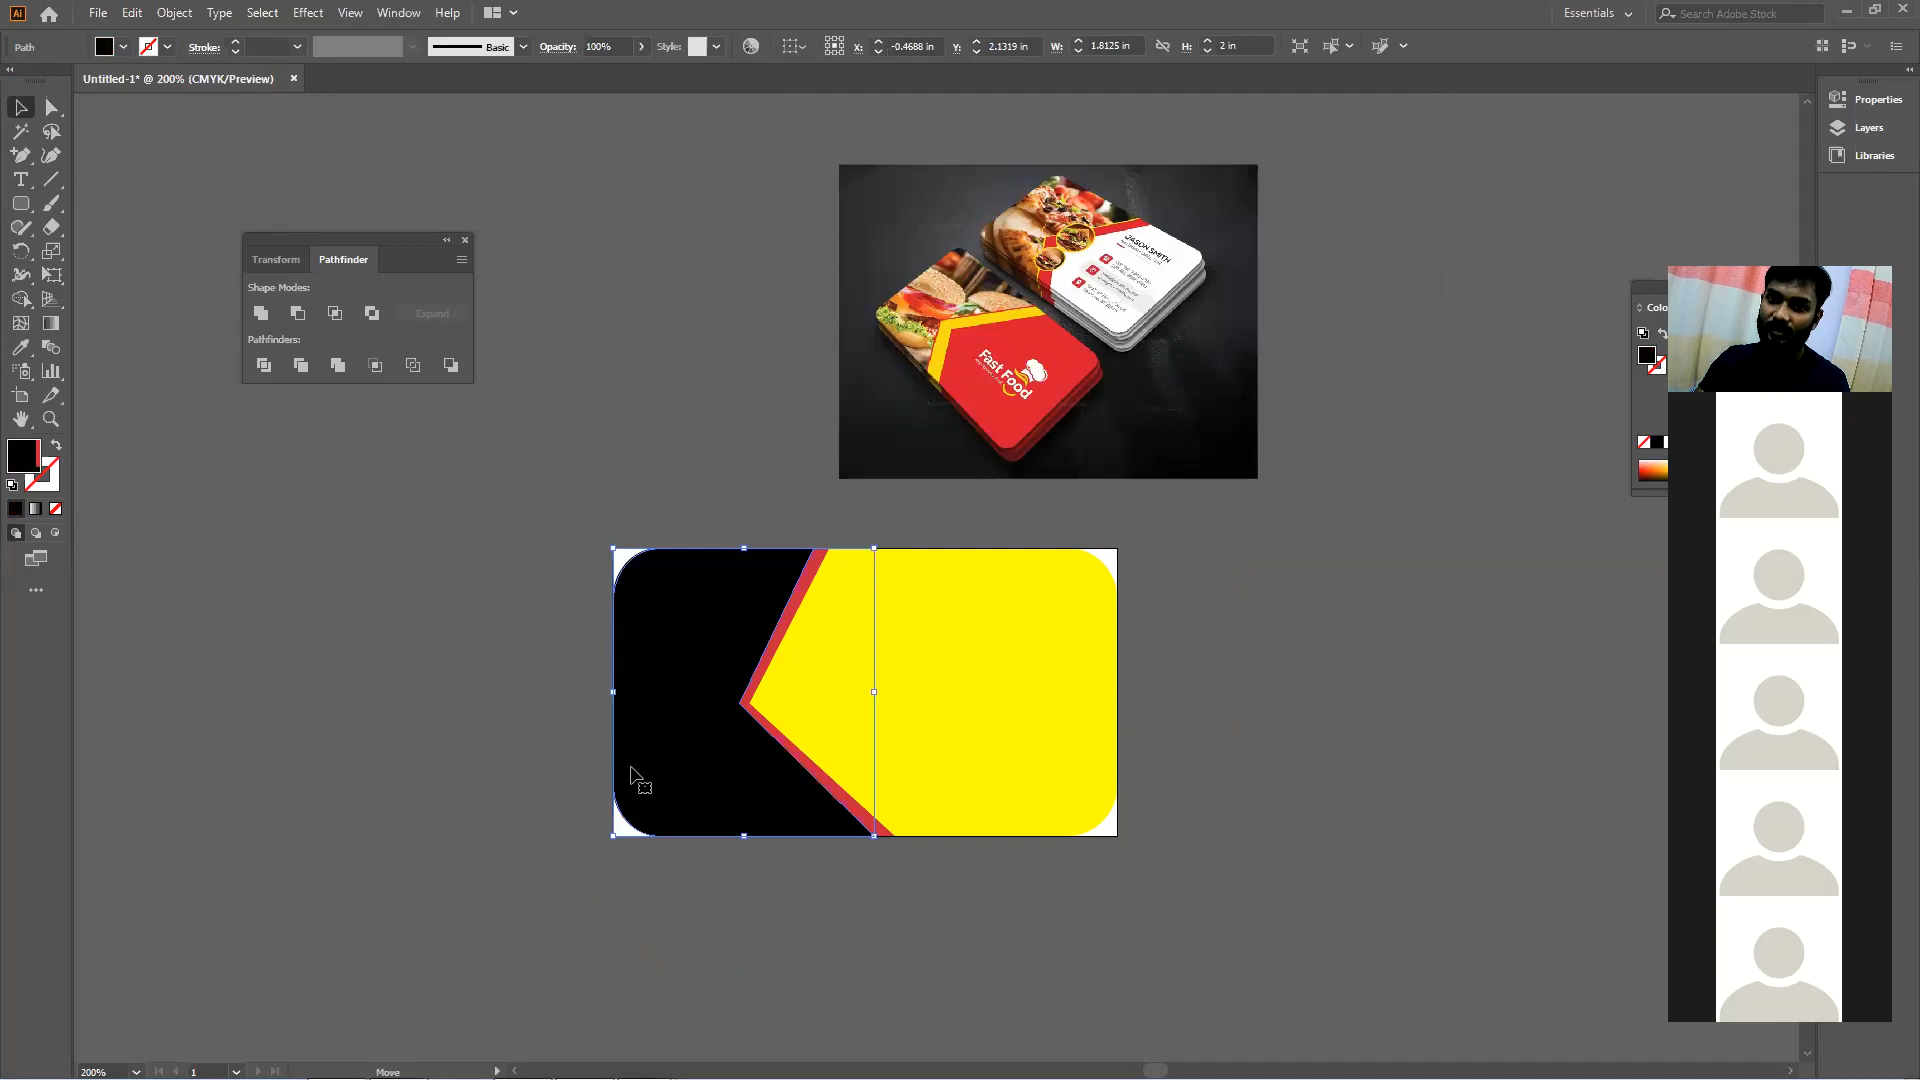 Ai File Edit Object Type Select Effect View Window Help Essentials Search Adobe Stock
Path Stroke: Basic Opacity: 100% Style: X: -0.4688 in Y: 2.1319 in W: 1.8125 in H: 2 in
Untitled-1* @ 200% (CMYK/Preview)
Properties
Layers
Libraries
Transform Pathfinder
Shape Modes:
Expand
Pathfinders:
Colo
JASON SMITH
Fast Food
200% 1 Move